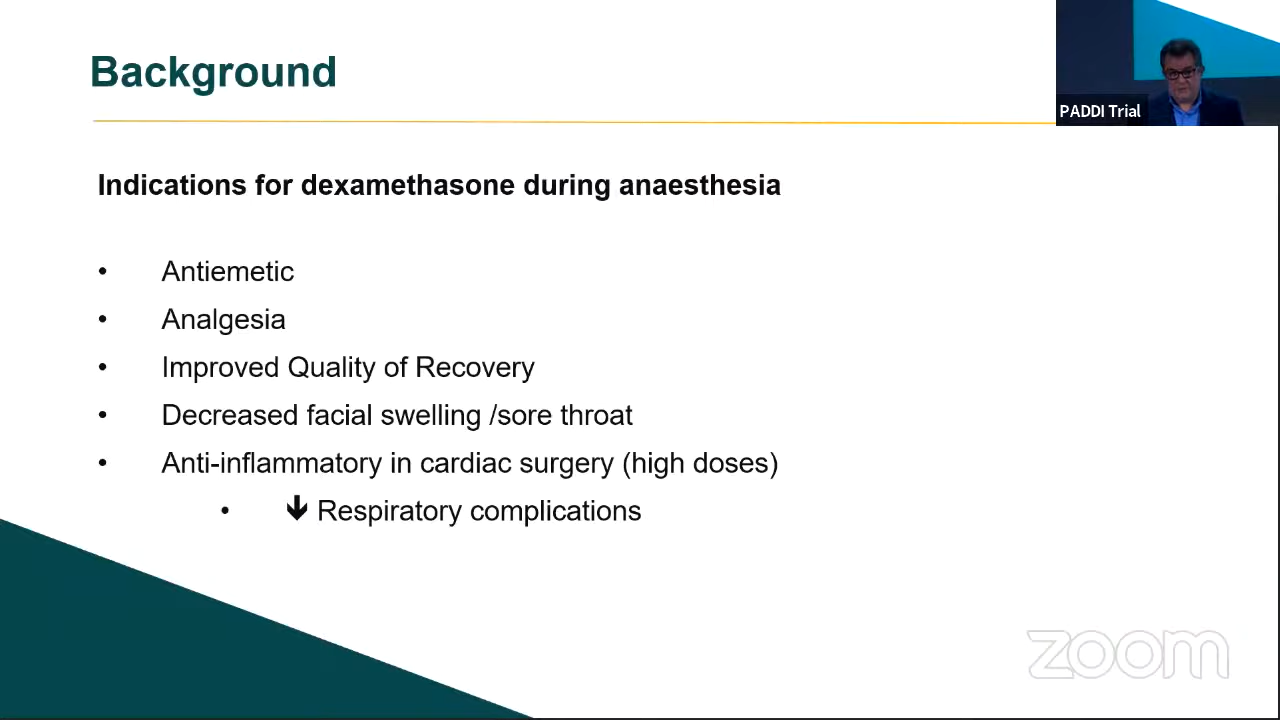 Background
PADDI Trial
Indications for dexamethasone during anaesthesia
• Antiemetic
• Analgesia
• Improved Quality of Recovery
• Decreased facial swelling /sore throat
• Anti-inflammatory in cardiac surgery (high doses)
• 🡻 Respiratory complications
zoom